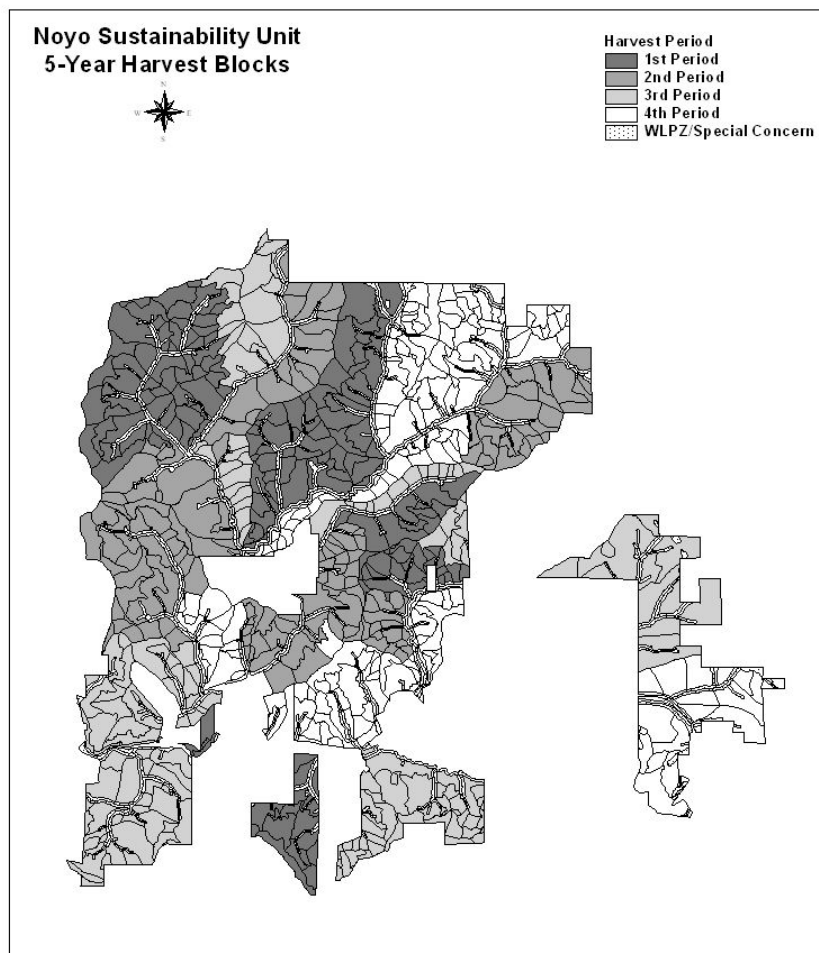 Noyo Sustainability Unit
5-Year Harvest Blocks
N
W
E
S
Harvest Period
1st Period
2nd Period
3rd Period
4th Period
WLPZ/Special Concern